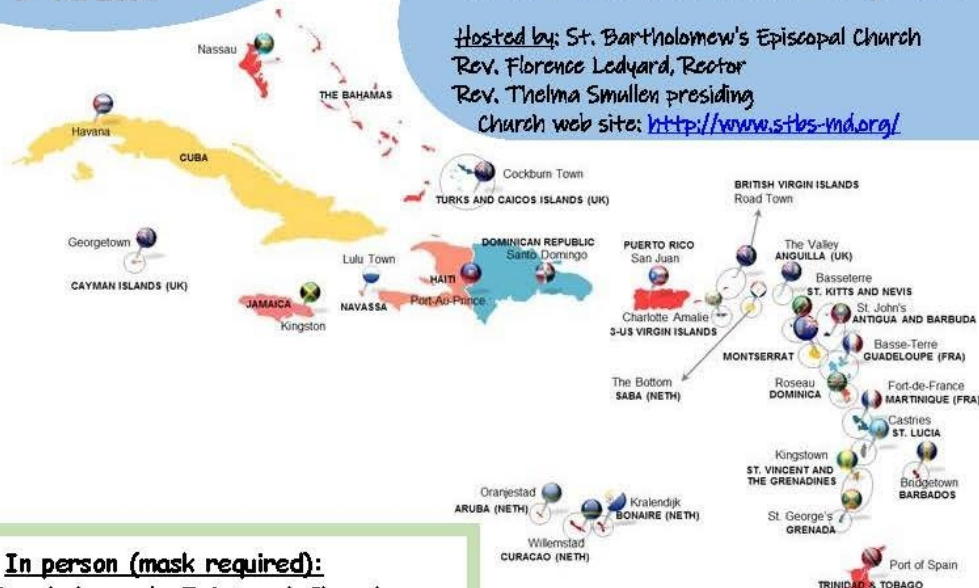 Hosted by: St. Bartholomew's Episcopal Church
Rev. Florence Ledyard, Rector
Rev. Thelma Smullen presiding
Church web site: http://www.stbs-md.org/
Nassau
THE BAHAMAS
Havana
CUBA
Cockburn Town
TURKS AND CAICOS ISLANDS (UK)
BRITISH VIRGIN ISLANDS
Road Town
Georgetown
CAYMAN ISLANDS (UK)
Lulu Town
NAVASSA
JAMAICA
Kingston
HAITI
Port-Au-Prince
DOMINICAN REPUBLIC
Santo Domingo
PUERTO RICO
San Juan
Charlotte Amalie
3-US VIRGIN ISLANDS
The Valley
ANGUILLA (UK)
Basseterre
ST. KITTS AND NEVIS
St. John's
ANTIGUA AND BARBUDA
MONTSERRAT
Basse-Terre
GUADELOUPE (FRA)
The Bottom
SABA (NETH)
Roseau
DOMINICA
Fort-de-France
MARTINIQUE (FRA)
Castries
ST. LUCIA
Kingstown
ST. VINCENT AND
THE GRENADINES
Bridgetown
BARBADOS
Oranjestad
ARUBA (NETH)
Kralendijk
BONAIRE (NETH)
Willemstad
CURACAO (NETH)
St. George's
GRENADA
Port of Spain
TRINIDAD & TOBAGO
In person (mask required):